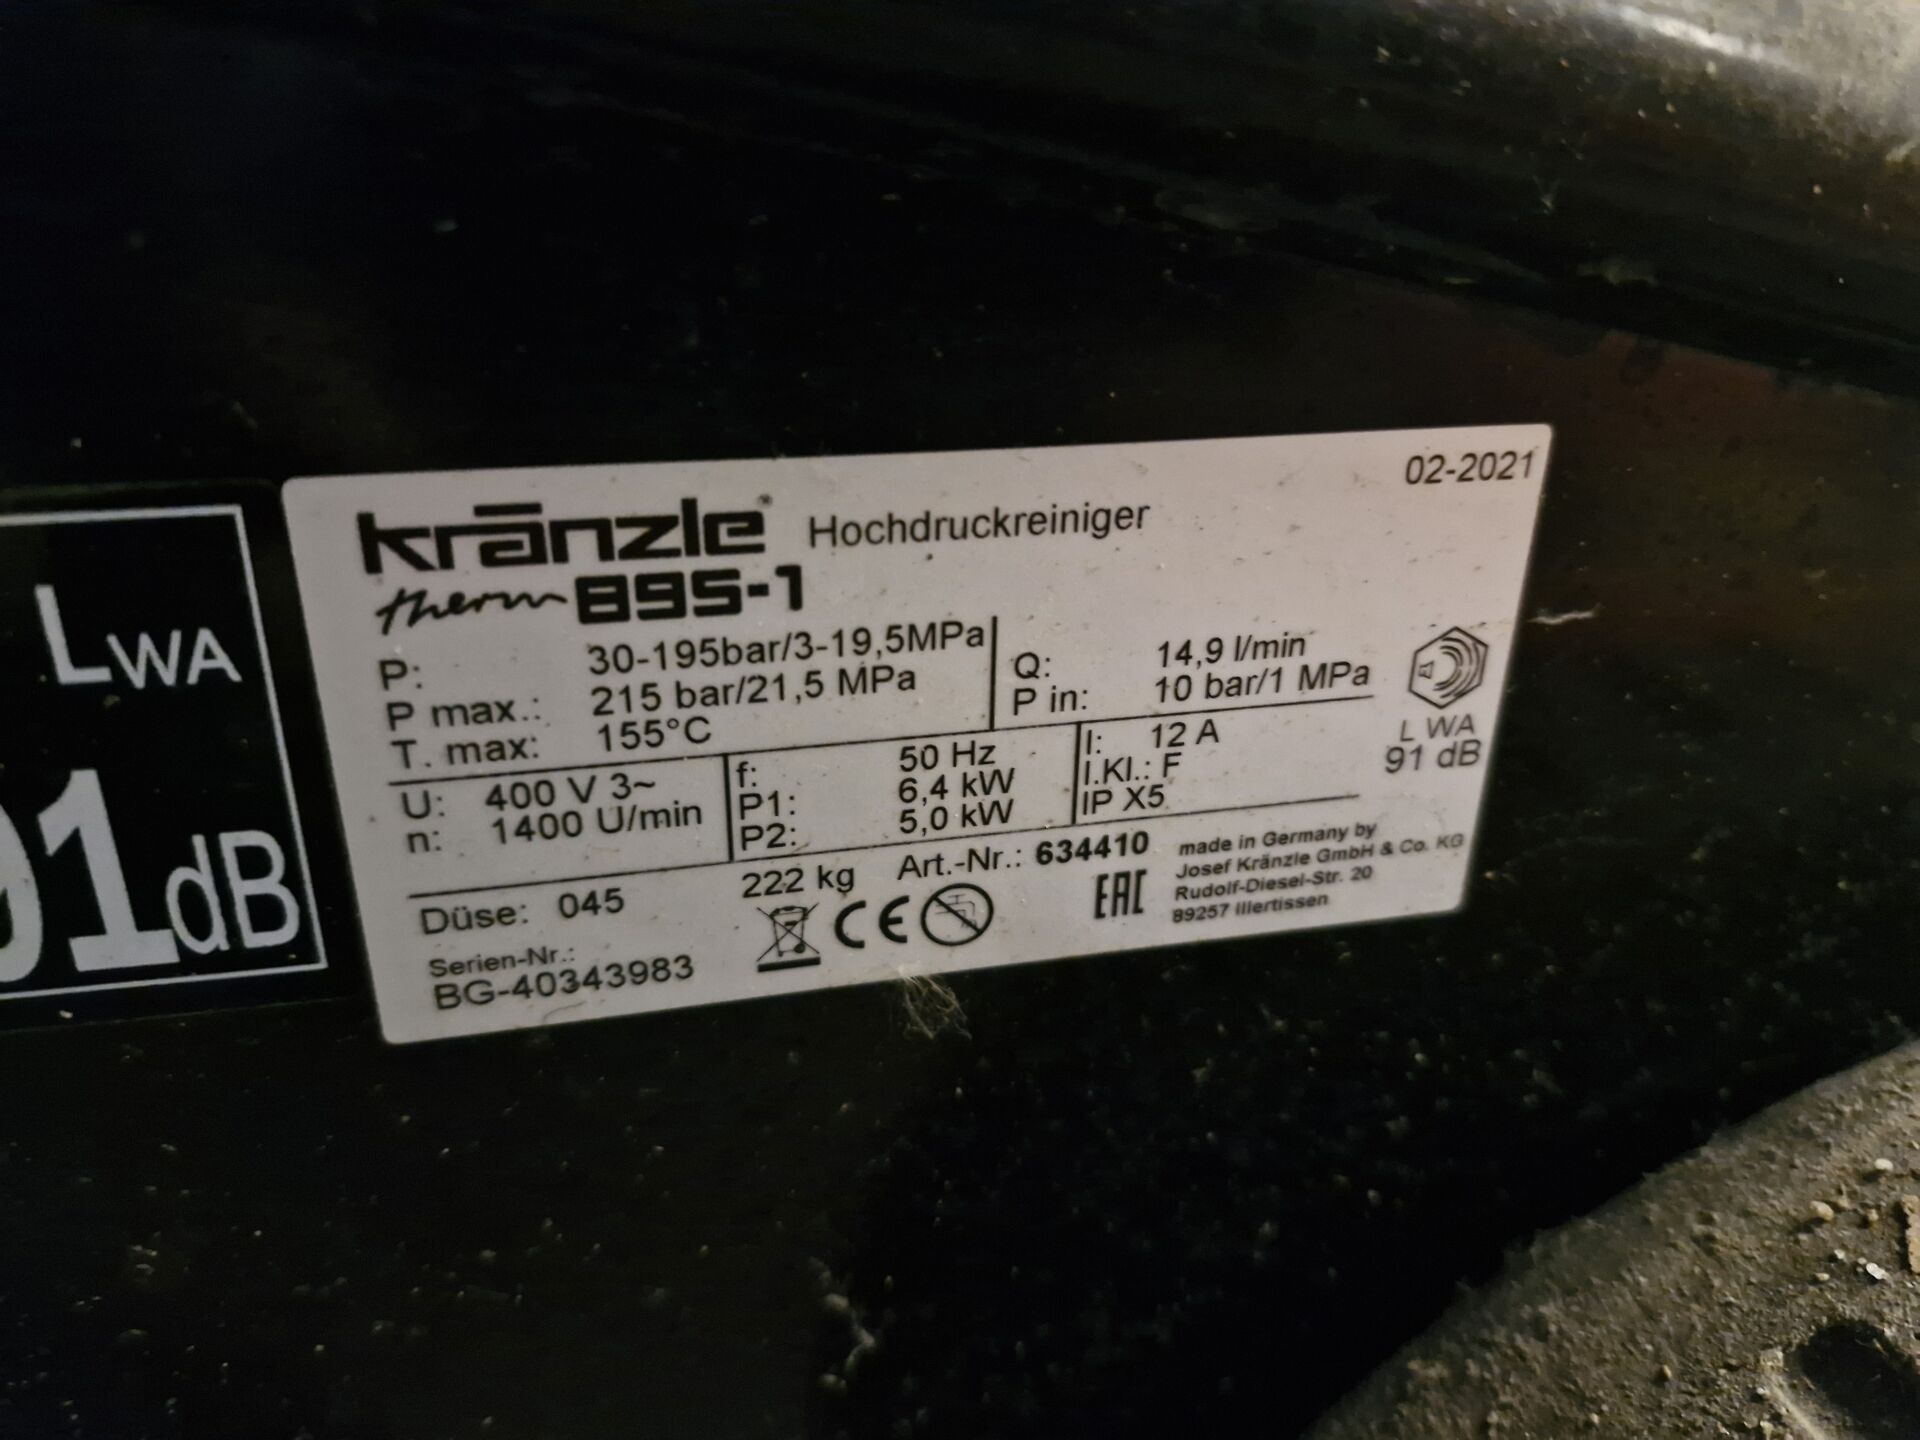 LWA
91dB
kränzle® Hochdruckreiniger 02-2021
therm 895-1
P: 30-195bar/3-19,5MPa
P max.: 215 bar/21,5 MPa
T. max: 155°C
Q: 14,9 l/min
P in: 10 bar/1 MPa
L WA
91 dB
U: 400 V 3~
n: 1400 U/min
f: 50 Hz
P1: 6,4 kW
P2: 5,0 kW
I: 12 A
I.Kl.: F
IP X5
Düse: 045 222 kg Art.-Nr.: 634410
Serien-Nr.:
BG-40343983
CE
EAC
made in Germany by
Josef Kränzle GmbH & Co. KG
Rudolf-Diesel-Str. 20
89257 Illertissen